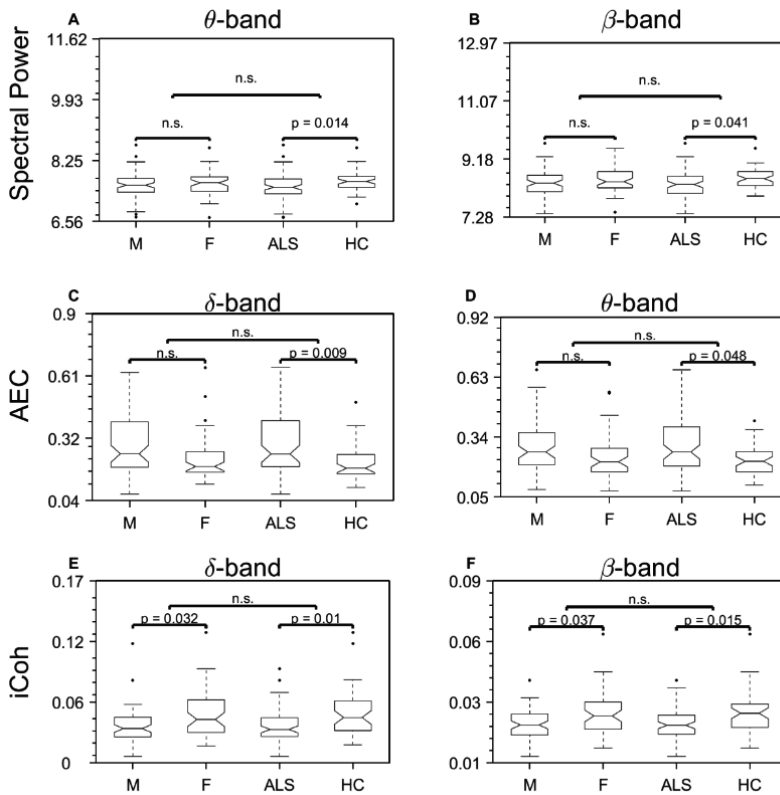 A
θ-band
B
β-band
Spectral Power
11.62
9.93
8.25
6.56
n.s.
n.s.
p = 0.014
M
F
ALS
HC
12.97
11.07
9.18
7.28
n.s.
n.s.
p = 0.041
M
F
ALS
HC
C
δ-band
D
θ-band
AEC
0.9
0.61
0.32
0.04
n.s.
n.s.
p = 0.009
M
F
ALS
HC
0.92
0.63
0.34
0.05
n.s.
n.s.
p = 0.048
M
F
ALS
HC
E
δ-band
F
β-band
iCoh
0.17
0.12
0.06
0
n.s.
p = 0.032
p = 0.01
M
F
ALS
HC
0.09
0.06
0.03
0.01
n.s.
p = 0.037
p = 0.015
M
F
ALS
HC